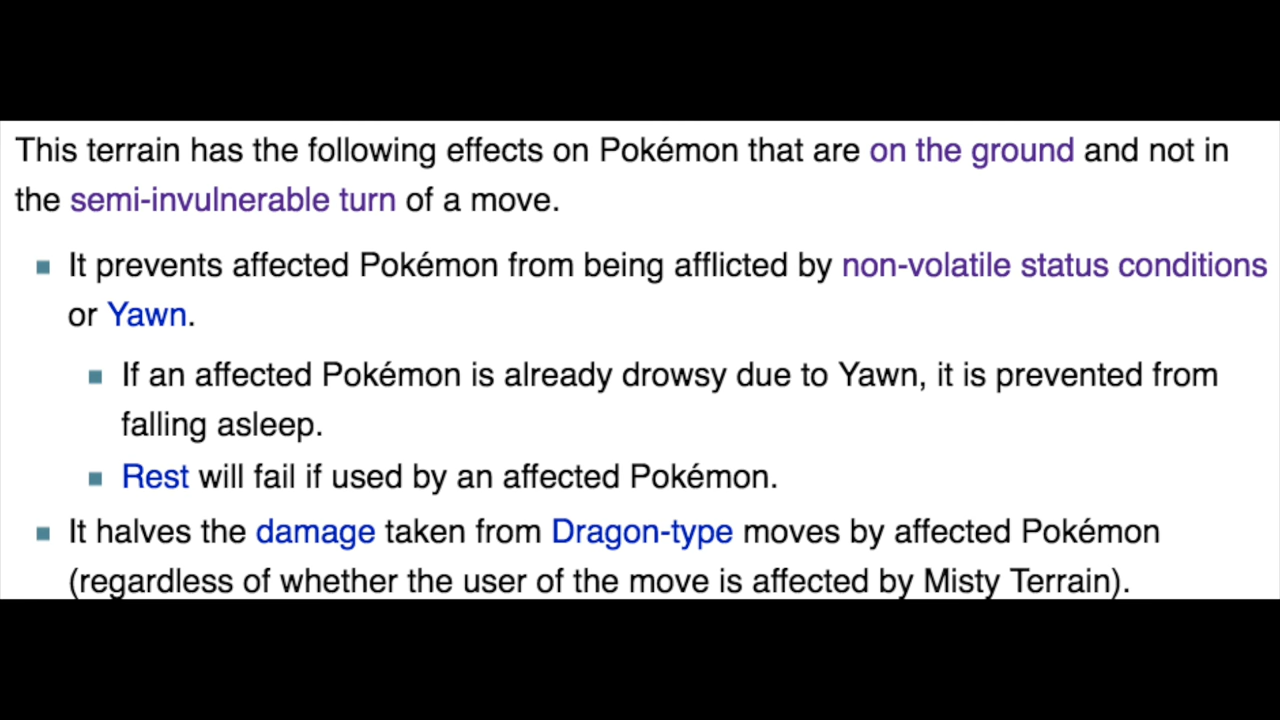 This terrain has the following effects on Pokémon that are on the ground and not in
the semi-invulnerable turn of a move.
It prevents affected Pokémon from being afflicted by non-volatile status conditions
or Yawn.
If an affected Pokémon is already drowsy due to Yawn, it is prevented from
falling asleep.
Rest will fail if used by an affected Pokémon.
It halves the damage taken from Dragon-type moves by affected Pokémon
(regardless of whether the user of the move is affected by Misty Terrain).